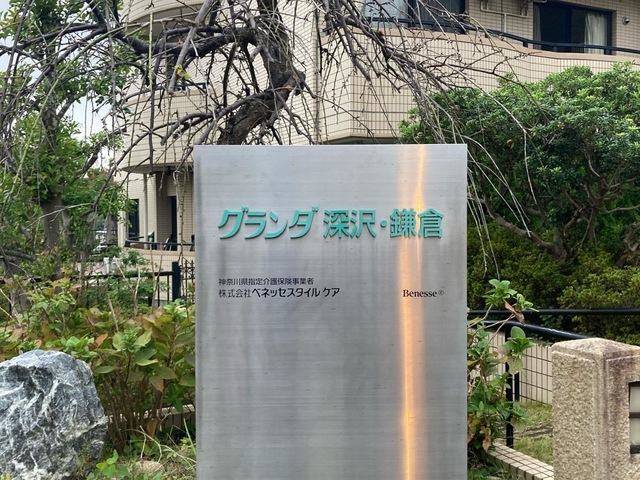 グランダ 深沢・鎌倉
神奈川県指定介護保険事業者
株式会社ベネッセスタイルケア
Benesse®